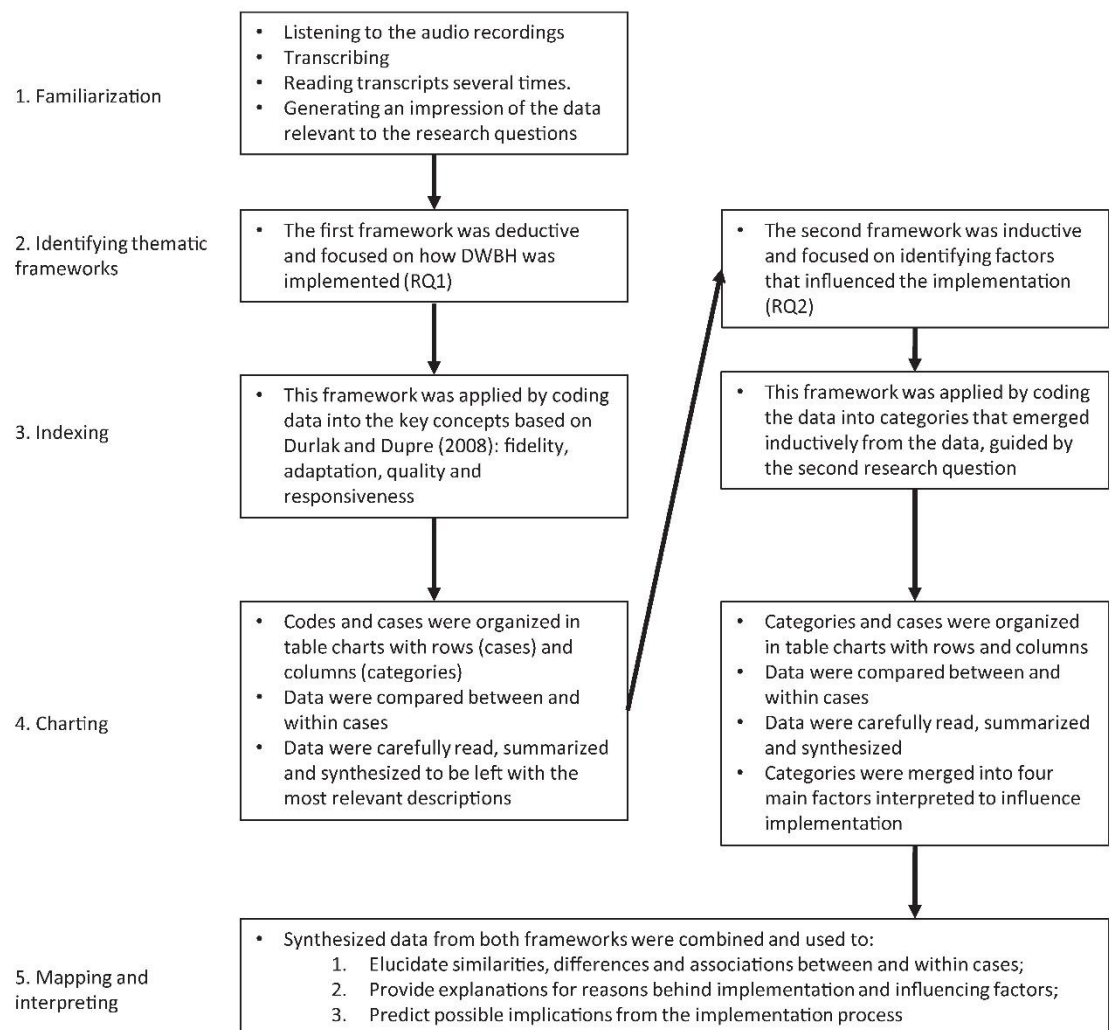 1. Familiarization
• Listening to the audio recordings
• Transcribing
• Reading transcripts several times.
• Generating an impression of the data
relevant to the research questions
2. Identifying thematic
frameworks
• The first framework was deductive
and focused on how DWBH was
implemented (RQ1)
• The second framework was inductive
and focused on identifying factors
that influenced the implementation
(RQ2)
3. Indexing
• This framework was applied by coding
data into the key concepts based on
Durlak and Dupre (2008): fidelity,
adaptation, quality and
responsiveness
• This framework was applied by coding
the data into categories that emerged
inductively from the data, guided by
the second research question
4. Charting
• Codes and cases were organized in
table charts with rows (cases) and
columns (categories)
• Data were compared between and
within cases
• Data were carefully read, summarized
and synthesized to be left with the
most relevant descriptions
• Categories and cases were organized
in table charts with rows and columns
• Data were compared between and
within cases
• Data were carefully read, summarized
and synthesized
• Categories were merged into four
main factors interpreted to influence
implementation
5. Mapping and
interpreting
• Synthesized data from both frameworks were combined and used to:
1. Elucidate similarities, differences and associations between and within cases;
2. Provide explanations for reasons behind implementation and influencing factors;
3. Predict possible implications from the implementation process